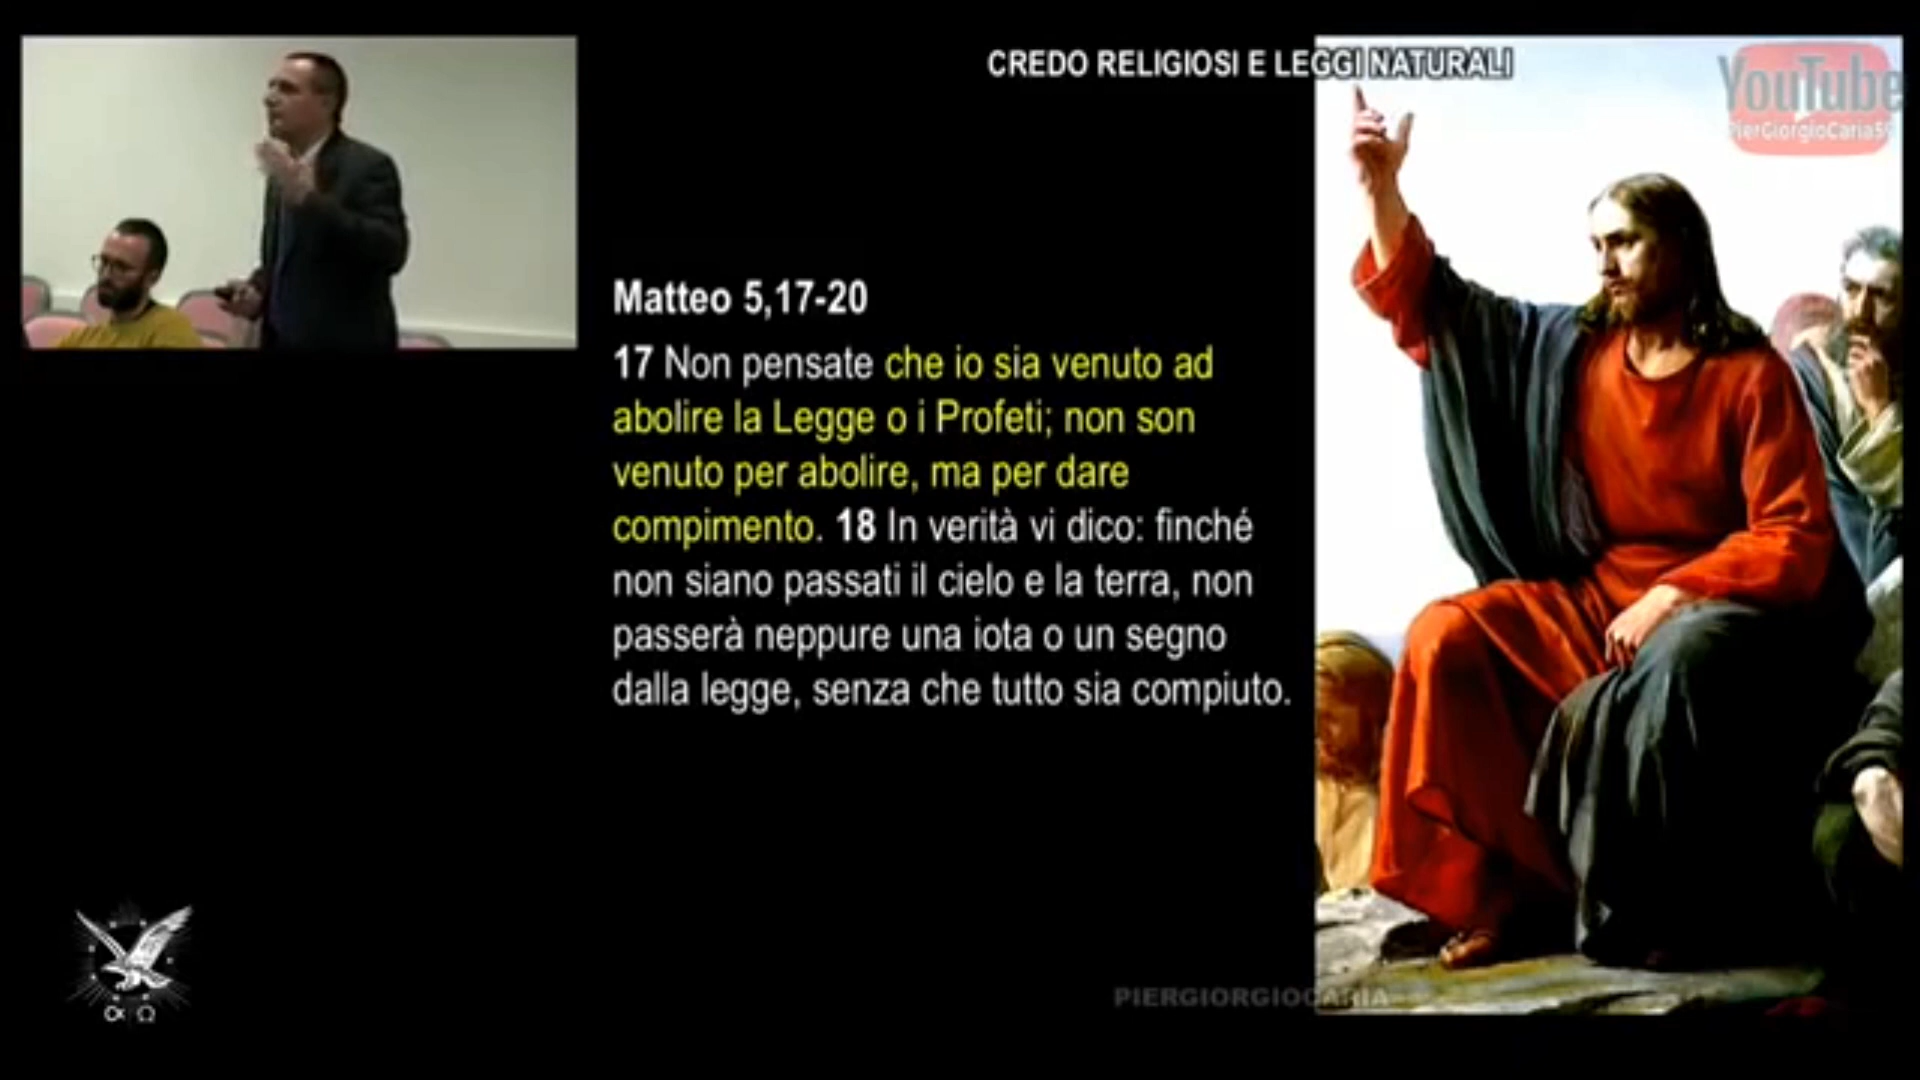 CREDO RELIGIOSI E LEGGI NATURALI
YouTube
PierGiorgioCaria59
Matteo 5,17-20
17 Non pensate che io sia venuto ad
abolire la Legge o i Profeti; non son
venuto per abolire, ma per dare
compimento. 18 In verità vi dico: finché
non siano passati il cielo e la terra, non
passerà neppure una iota o un segno
dalla legge, senza che tutto sia compiuto.
PIERGIORGIOCARIA
α Ω